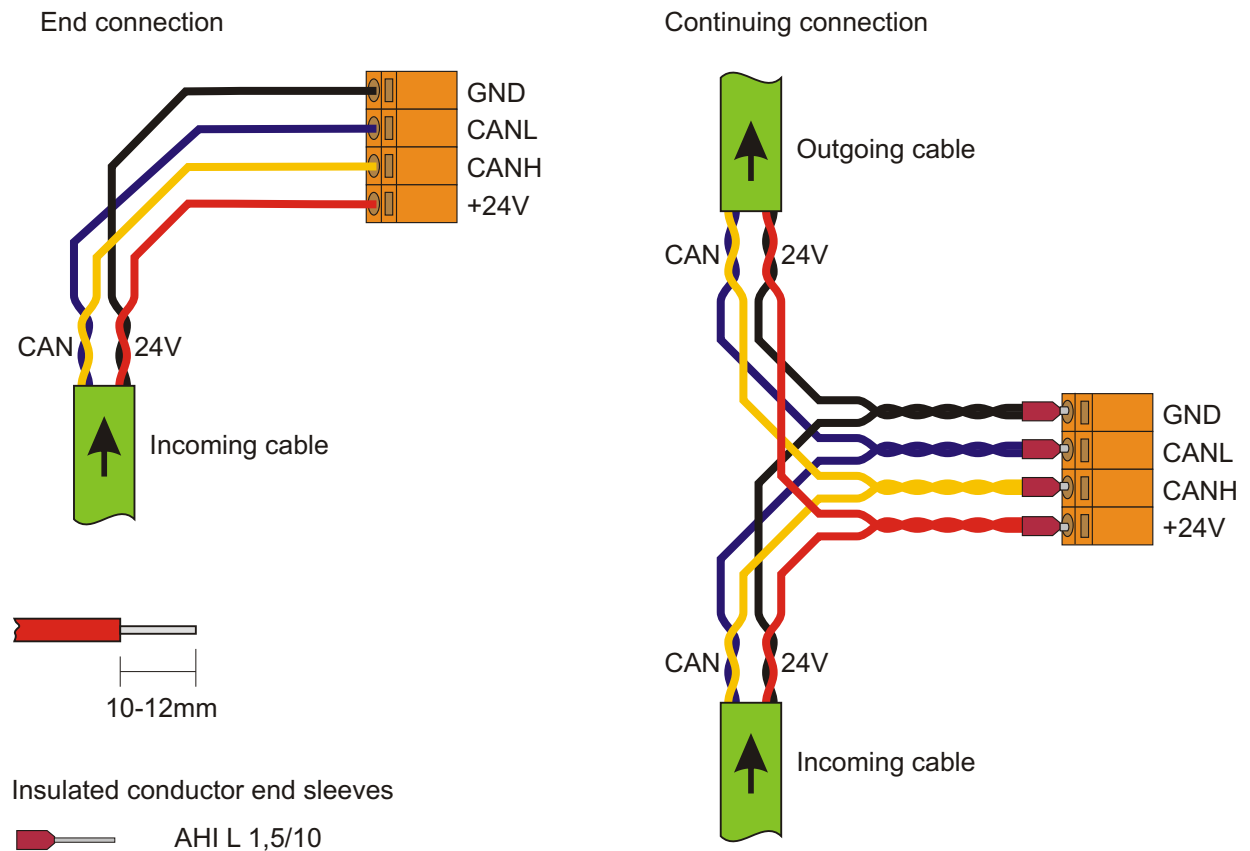 End connection
GND
CANL
CANH
+24V
CAN
24V
Incoming cable
10-12mm
Insulated conductor end sleeves
AHI L 1,5/10
Continuing connection
Outgoing cable
CAN
24V
GND
CANL
CANH
+24V
CAN
24V
Incoming cable